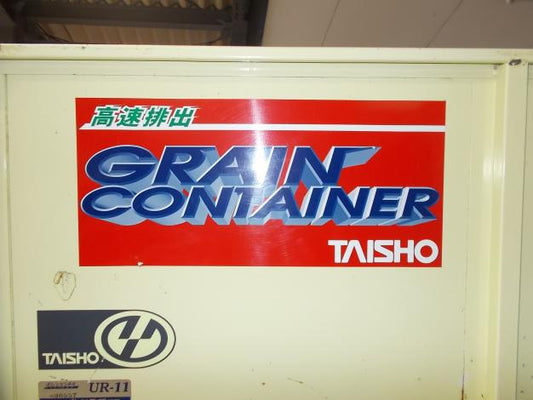 高速排出
GRAIN
CONTAINER
TAISHO
TAISHO
UR-11